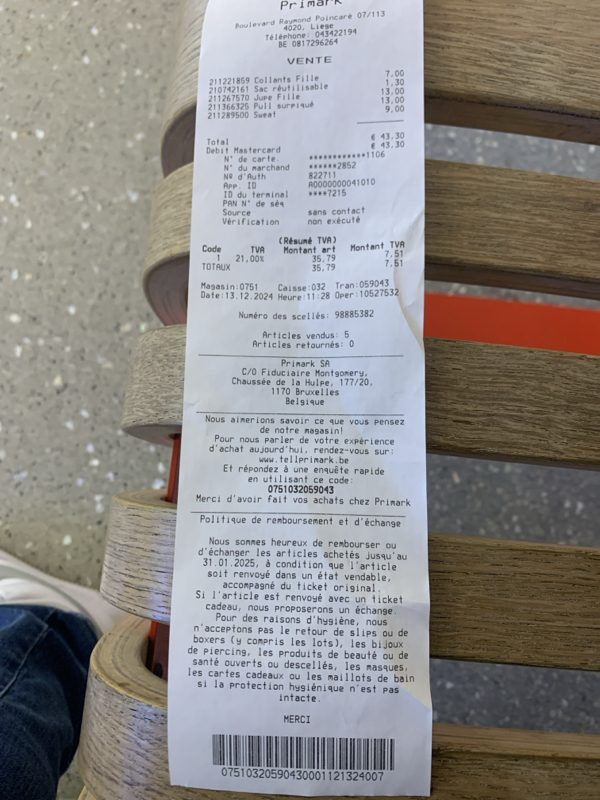 Primark
Boulevard Raymond Poincaré 07/113
4020, Liege
Téléphone: 043422194
BE 0817296264
VENTE
211221859 Collants Fille 7,00
210742161 Sac réutilisable 1,30
211267570 Jupe Fille 13,00
211366325 Pull surpiqué 13,00
211289500 Sweat 9,00
Total € 43.30
Debit Mastercard € 43.30
N° de carte. ************1106
N° du marchand ******2852
Nº d'Auth 822711
App. ID A0000000041010
ID du terminal ****7215
PAN N° de séq
Source sans contact
Vérification non exécuté
(Résumé TVA)
Code TVA Montant art Montant TVA
1 21,00% 35,79 7,51
TOTAUX 35,79 7,51
Magasin:0751 Caisse:032 Tran:059043
Date:13.12.2024 Heure:11:28 Oper:10527532
Numéro des scellés: 98885382
Articles vendus: 5
Articles retournés: 0
Primark SA
C/O Fiduciaire Montgomery,
Chaussée de la Hulpe, 177/20,
1170 Bruxelles
Belgique
Nous aimerions savoir ce que vous pensez
de notre magasin!
Pour nous parler de votre expérience
d'achat aujourd'hui, rendez-vous sur:
www.tellprimark.be
Et répondez à une enquête rapide
en utilisant ce code:
0751032059043
Merci d'avoir fait vos achats chez Primark
Politique de remboursement et d'échange
Nous sommes heureux de rembourser ou
d'échanger les articles achetés jusqu'au
31.01.2025, à condition que l'article
soit renvoyé dans un état vendable,
accompagné du ticket original.
Si l'article est renvoyé avec un ticket
cadeau, nous proposerons un échange.
Pour des raisons d'hygiène, nous
n'acceptons pas le retour de slips ou de
boxers (y compris les lots), les bijoux
de piercing, les produits de beauté ou de
santé ouverts ou descellés, les masques,
les cartes cadeaux ou les maillots de bain
si la protection hygiénique n'est pas
intacte.
MERCI
07510320590430001121324007